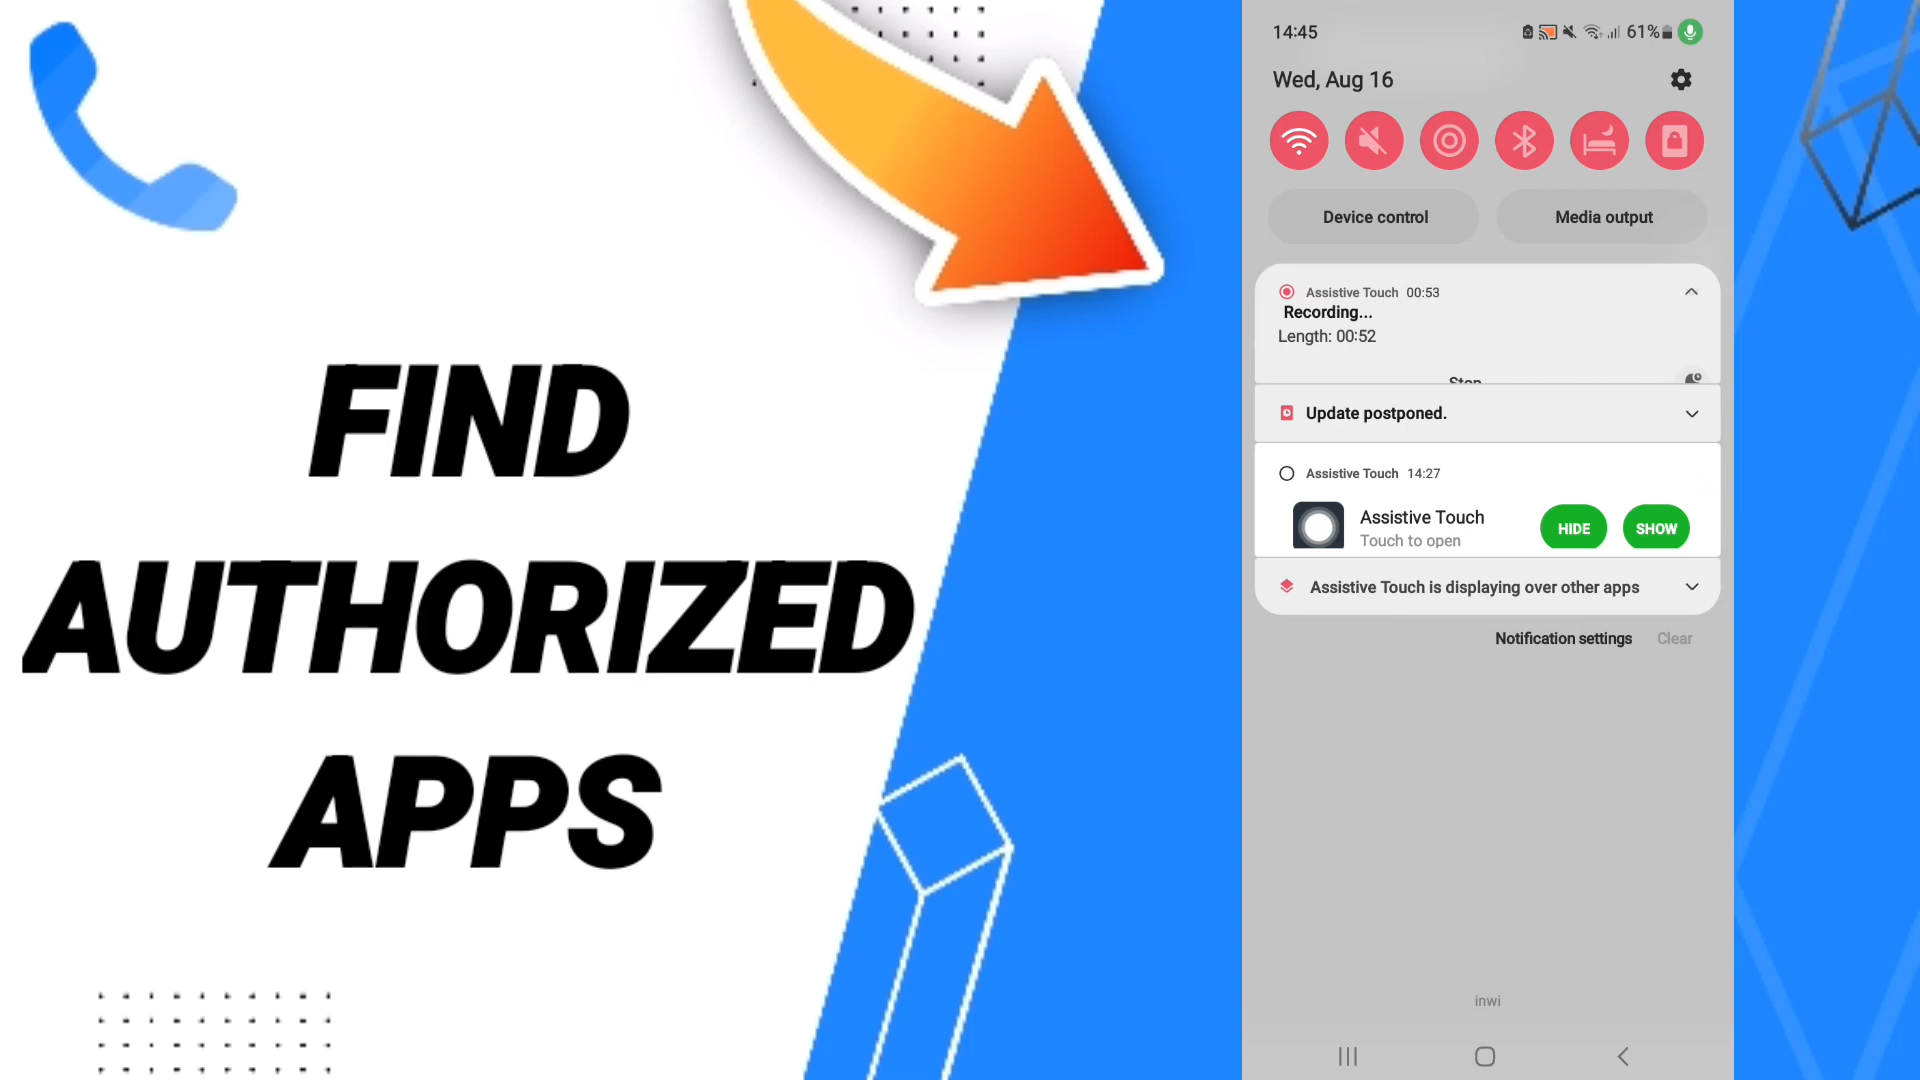 FIND
AUTHORIZED
APPS
14:45
61%
Wed, Aug 16
Device control
Media output
Assistive Touch 00:53
Recording...
Length: 00:52
Stop
Update postponed.
Assistive Touch 14:27
Assistive Touch
Touch to open
HIDE
SHOW
Assistive Touch is displaying over other apps
Notification settings
Clear
inwi